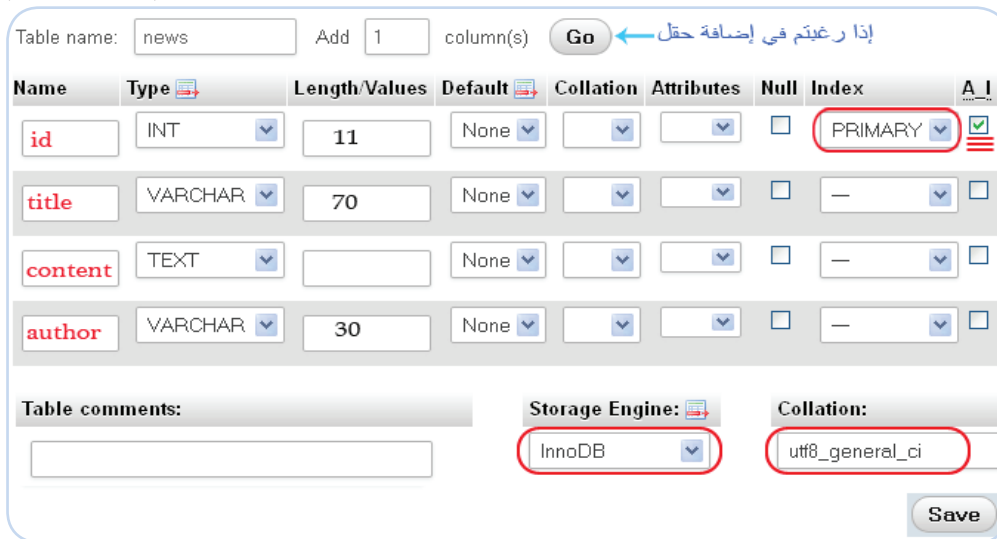 Table name: news Add 1 column(s) Go إذا رغبتم في إضافة حقل
Name Type Length/Values Default Collation Attributes Null Index A_I
id INT 11 None PRIMARY
title VARCHAR 70 None —
content TEXT None —
author VARCHAR 30 None —
Table comments: Storage Engine: Collation:
InnoDB utf8_general_ci
Save